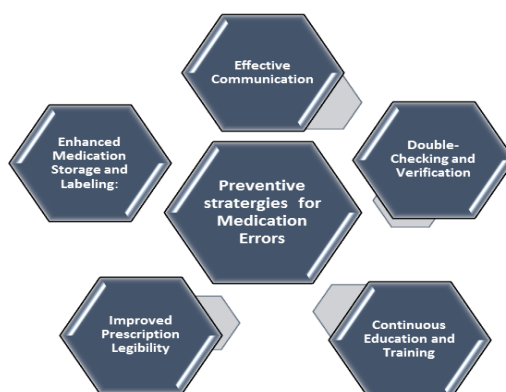 Effective
Communication
Enhanced
Medication
Storage and
Labeling:
Double-
Checking and
Verification
Preventive
stratergies for
Medication
Errors
Improved
Prescription
Legibility
Continuous
Education and
Training